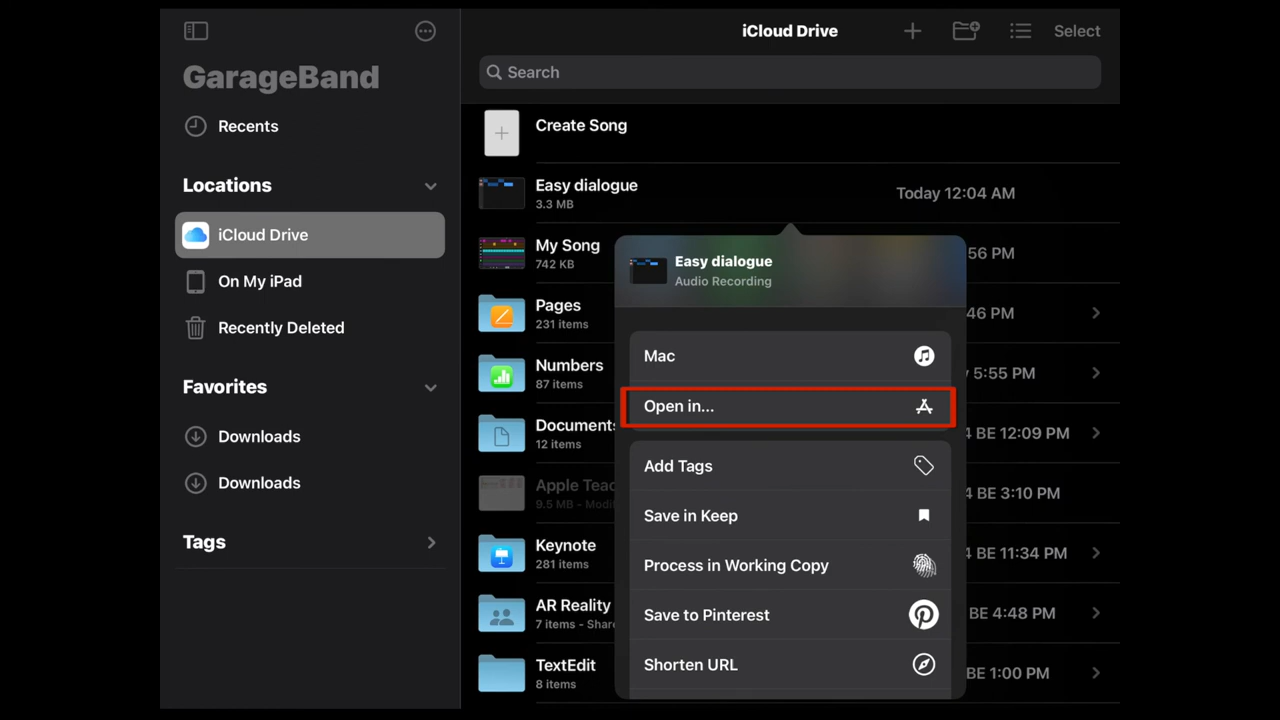 GarageBand
Recents
Locations
iCloud Drive
On My iPad
Recently Deleted
Favorites
Downloads
Downloads
Tags
iCloud Drive
Select
Search
Create Song
Easy dialogue
3.3 MB
Today 12:04 AM
My Song
742 KB
56 PM
Pages
231 items
46 PM
Numbers
87 items
5:55 PM
Documents
12 items
4 BE 12:09 PM
Apple Teac
9.5 MB - Modi
4 BE 3:10 PM
Keynote
281 items
4 BE 11:34 PM
AR Reality
7 items - Share
BE 4:48 PM
TextEdit
8 items
BE 1:00 PM
Easy dialogue
Audio Recording
Mac
Open in...
Add Tags
Save in Keep
Process in Working Copy
Save to Pinterest
Shorten URL